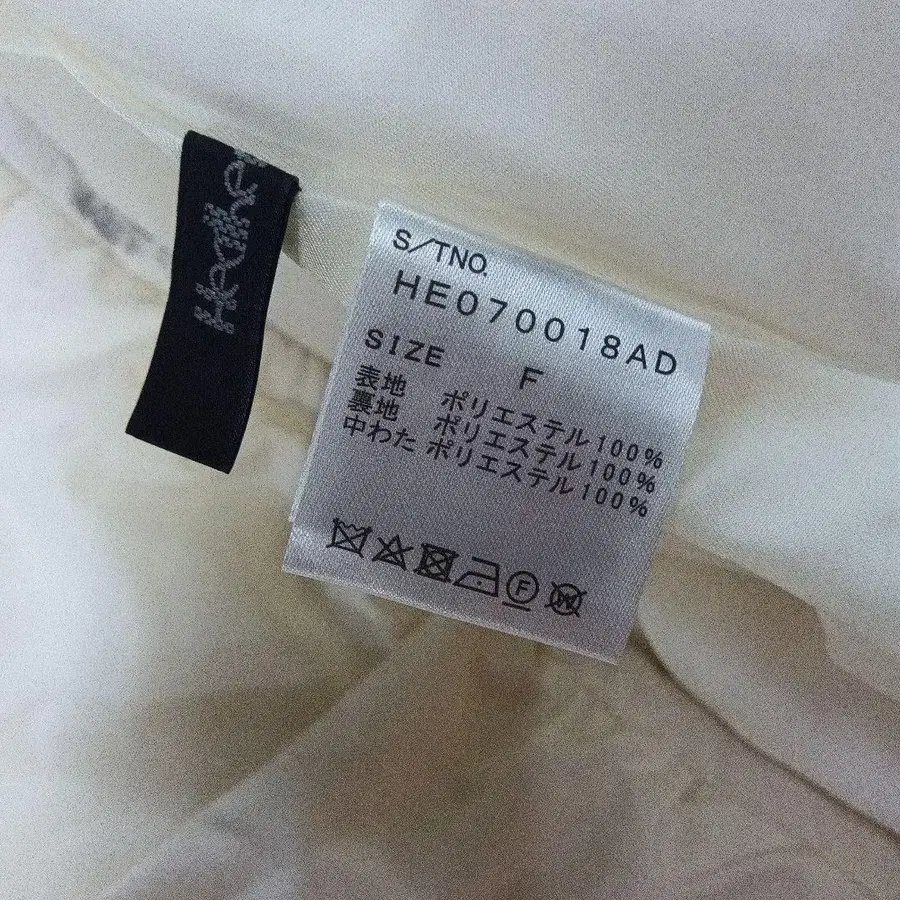 Heather
S/TNO.
HE070018AD
SIZE F
表地 ポリエステル100%
裏地 ポリエステル100%
中わた ポリエステル100%
F
W